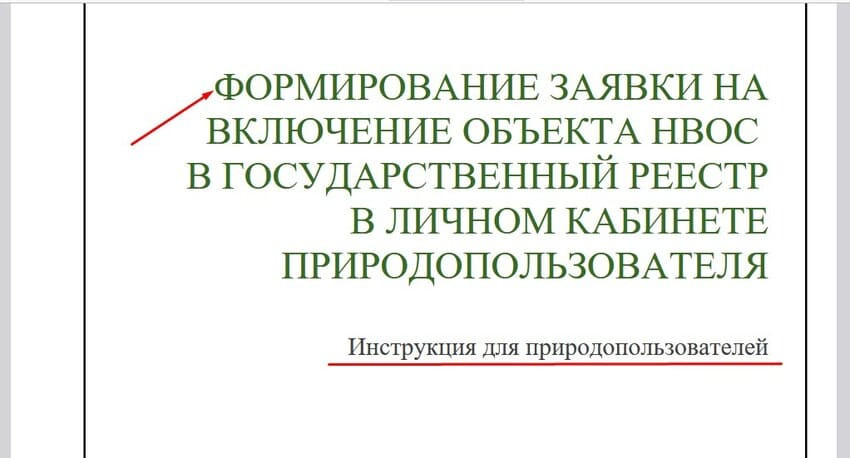 ФОРМИРОВАНИЕ ЗАЯВКИ НА
ВКЛЮЧЕНИЕ ОБЪЕКТА НВОС
В ГОСУДАРСТВЕННЫЙ РЕЕСТР
В ЛИЧНОМ КАБИНЕТЕ
ПРИРОДОПОЛЬЗОВАТЕЛЯ
Инструкция для природопользователей